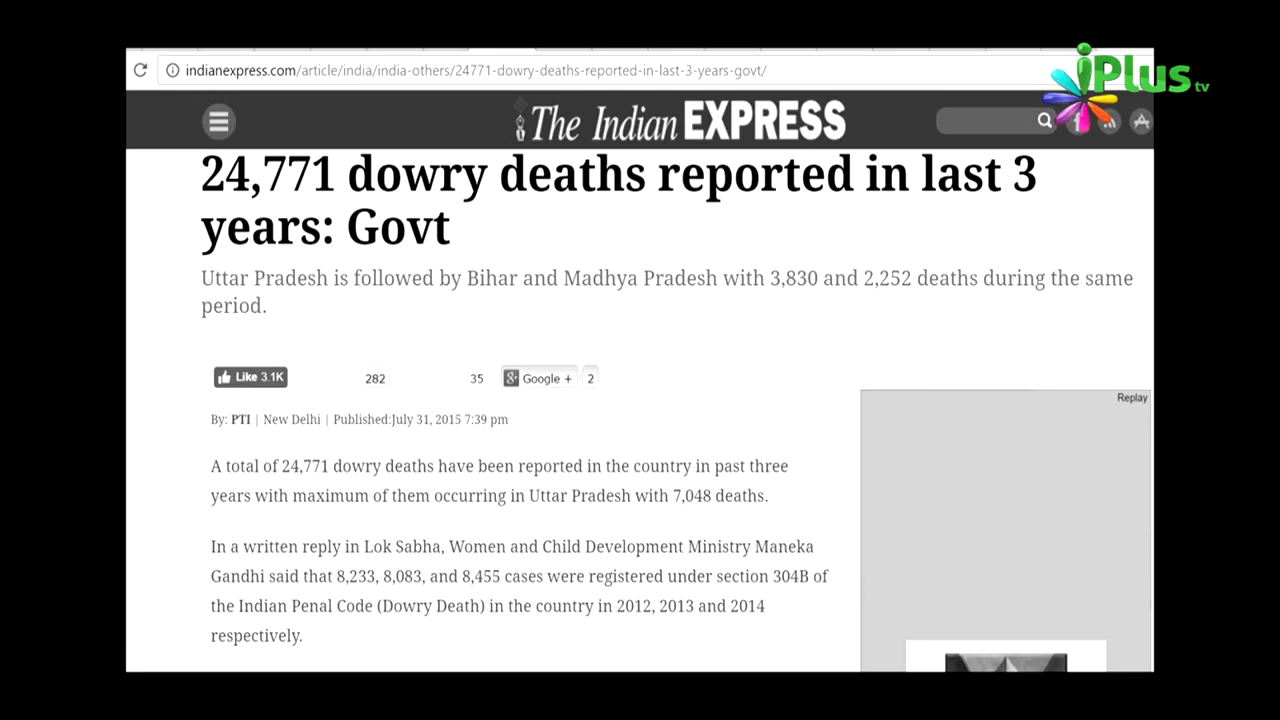 iPlus tv
indianexpress.com/article/india/india-others/24771-dowry-deaths-reported-in-last-3-years-govt/
The Indian EXPRESS
24,771 dowry deaths reported in last 3
years: Govt
Uttar Pradesh is followed by Bihar and Madhya Pradesh with 3,830 and 2,252 deaths during the same
period.
Like 3.1K 282 35 Google + 2
Replay
By: PTI | New Delhi | Published:July 31, 2015 7:39 pm
A total of 24,771 dowry deaths have been reported in the country in past three
years with maximum of them occurring in Uttar Pradesh with 7,048 deaths.
In a written reply in Lok Sabha, Women and Child Development Ministry Maneka
Gandhi said that 8,233, 8,083, and 8,455 cases were registered under section 304B of
the Indian Penal Code (Dowry Death) in the country in 2012, 2013 and 2014
respectively.